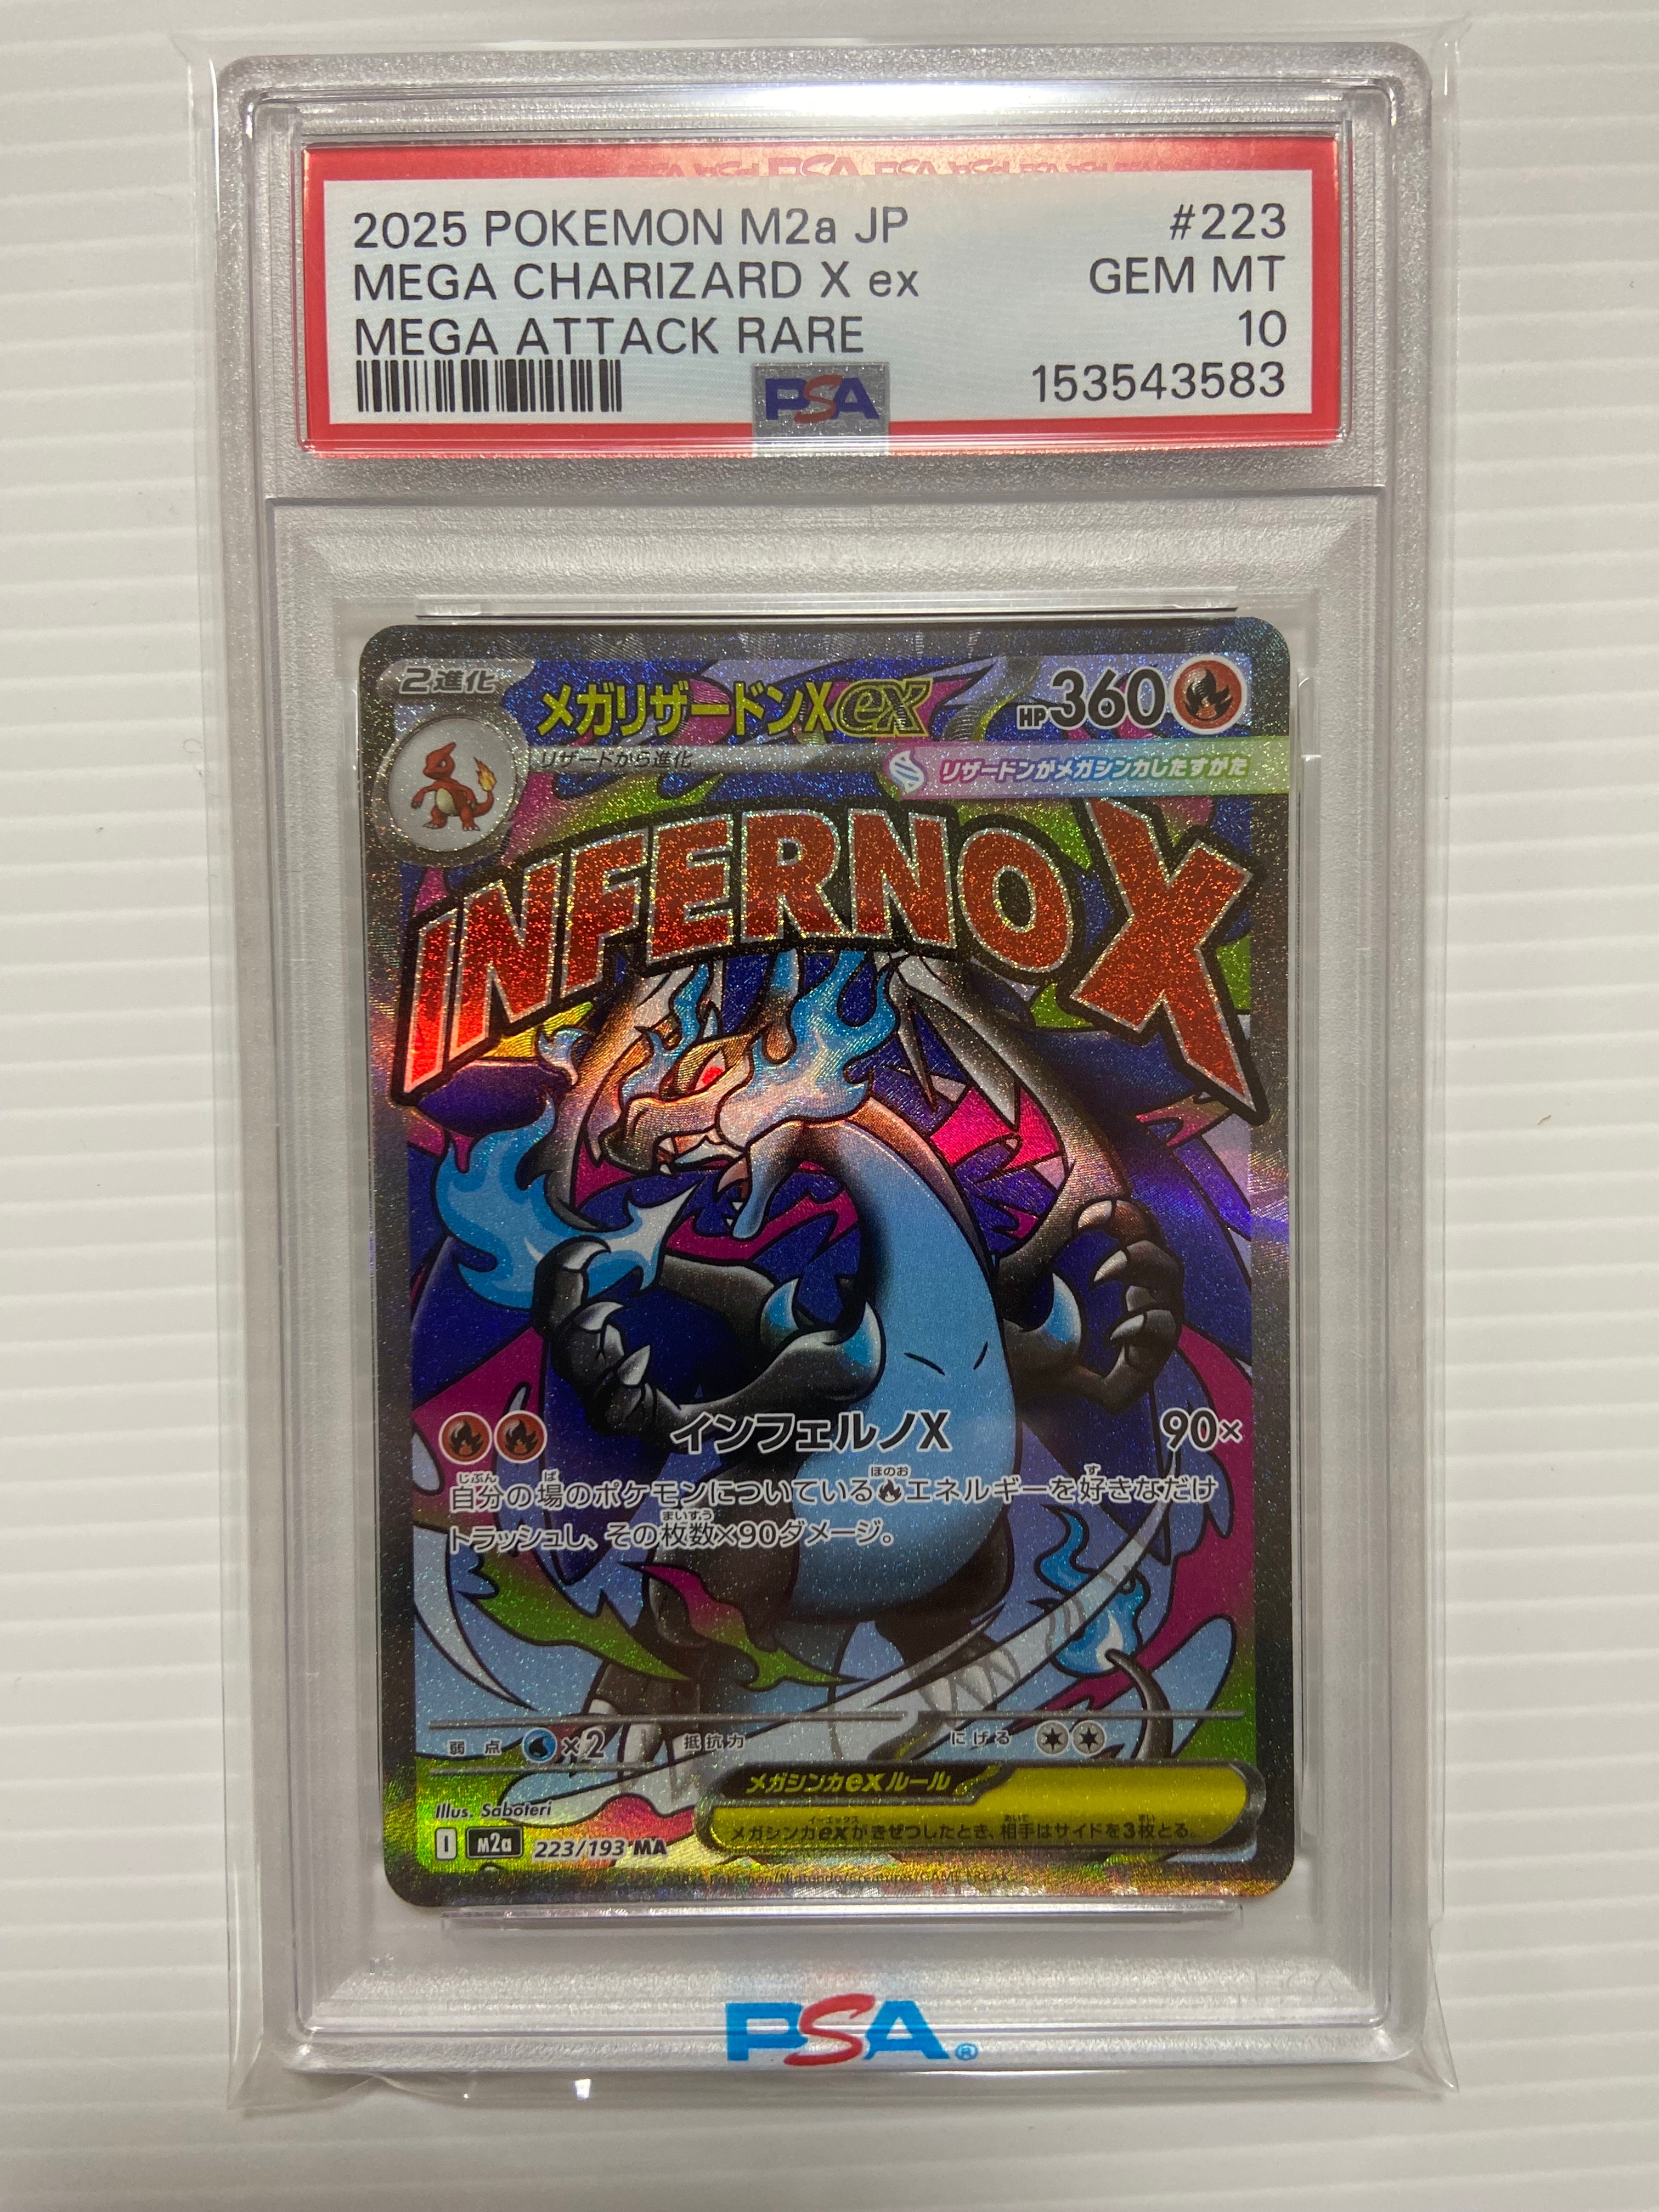 2025 POKEMON M2a JP #223
MEGA CHARIZARD X ex GEM MT
MEGA ATTACK RARE 10
PSA 153543583
2進化 メガリザードンXex HP360
リザードから進化 リザードンがメガシンカしたすがた
INFERNO X
インフェルノX 90×
自分の場のポケモンについているエネルギーを好きなだけ
トラッシュし、その枚数×90ダメージ。
弱点 ×2 抵抗力 にげる
メガシンカexルール
メガシンカexがきぜつしたとき、相手はサイドを3枚とる。
Illus. Saboteri
I M2a 223/193 MA
PSA®